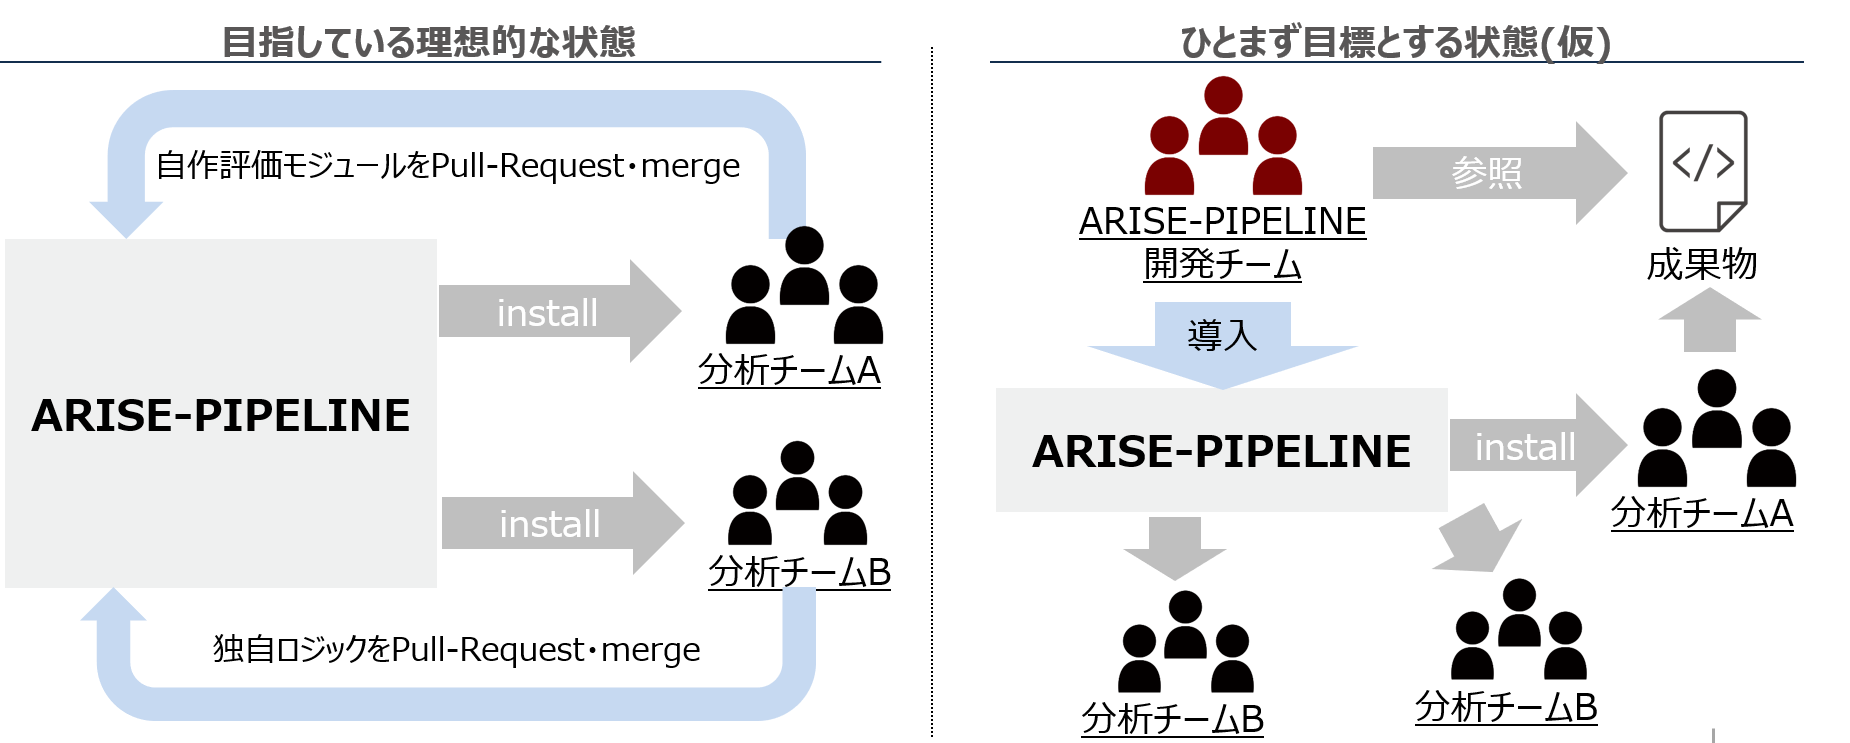 目指している理想的な状態
自作評価モジュールをPull-Request・merge
install
分析チームA
ARISE-PIPELINE
install
分析チームB
独自ロジックをPull-Request・merge
ひとまず目標とする状態(仮)
参照
ARISE-PIPELINE
開発チーム
</>
成果物
導入
ARISE-PIPELINE
install
分析チームA
分析チームB
分析チームB